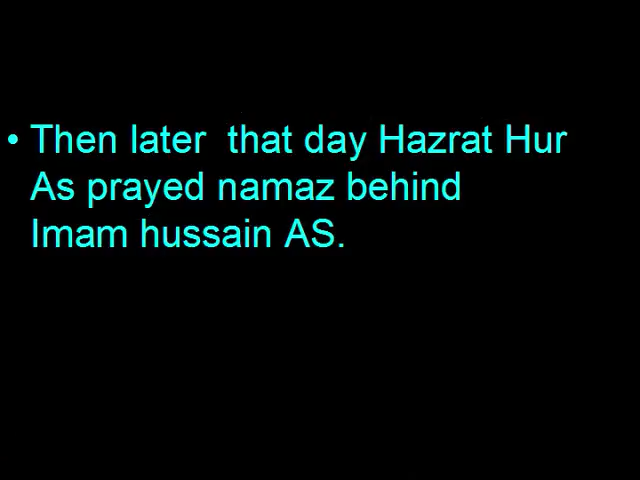 • Then later  that day Hazrat Hur
As prayed namaz behind
Imam hussain AS.